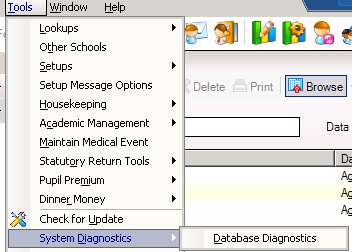 Tools Window Help
Lookups
Other Schools
Setups
Setup Message Options
Delete Print Browse
Housekeeping
Academic Management
Data
Maintain Medical Event
Statutory Return Tools
Pupil Premium
Dinner Money
Check for Update
System Diagnostics Database Diagnostics